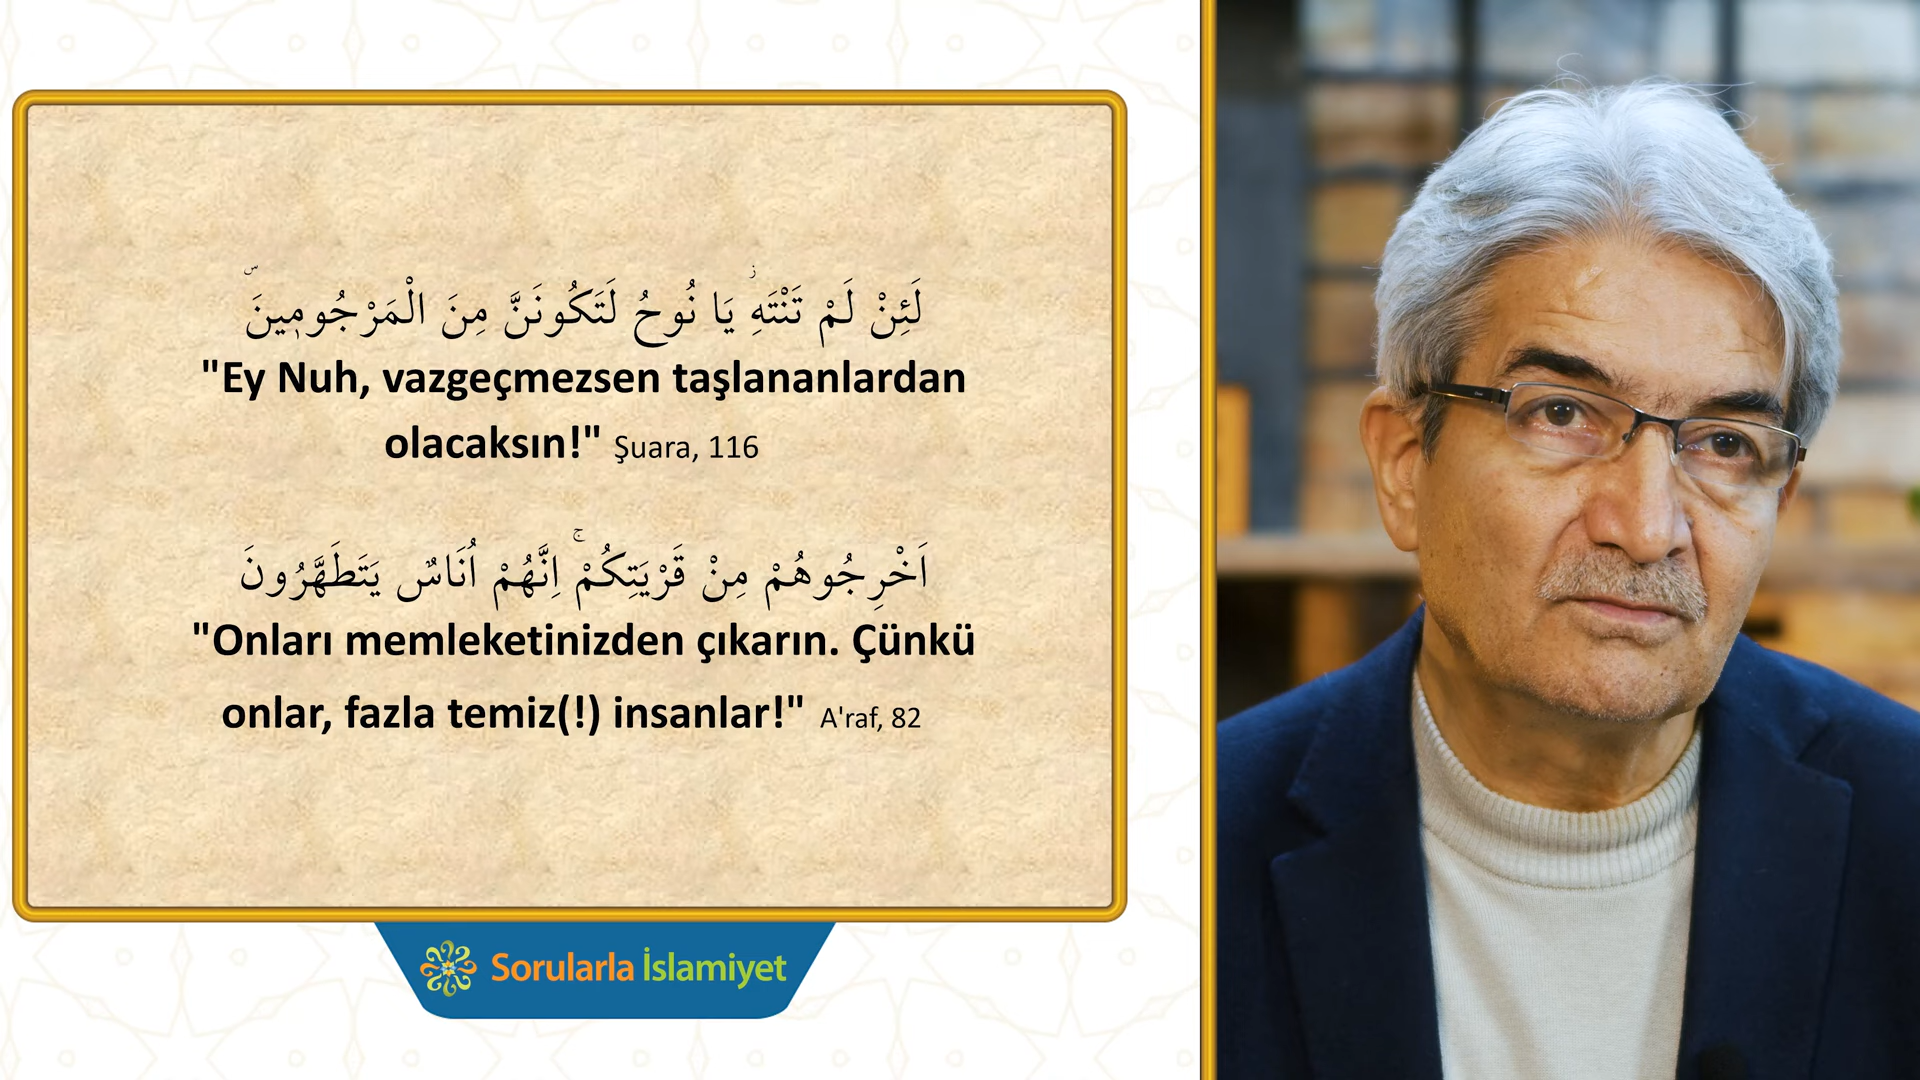 لَئِنْ لَمْ تَنْتَهِۘ يَا نُوحُ لَتَكُونَنَّ مِنَ الْمَرْجُوم۪ينَۜ
"Ey Nuh, vazgeçmezsen taşlananlardan
olacaksın!" Şuara, 116
اَخْرِجُوهُمْ مِنْ قَرْيَتِكُمْۚ اِنَّهُمْ اُنَاسٌ يَتَطَهَّرُونَ
"Onları memleketinizden çıkarın. Çünkü
onlar, fazla temiz(!) insanlar!" A'raf, 82
Sorularla İslamiyet